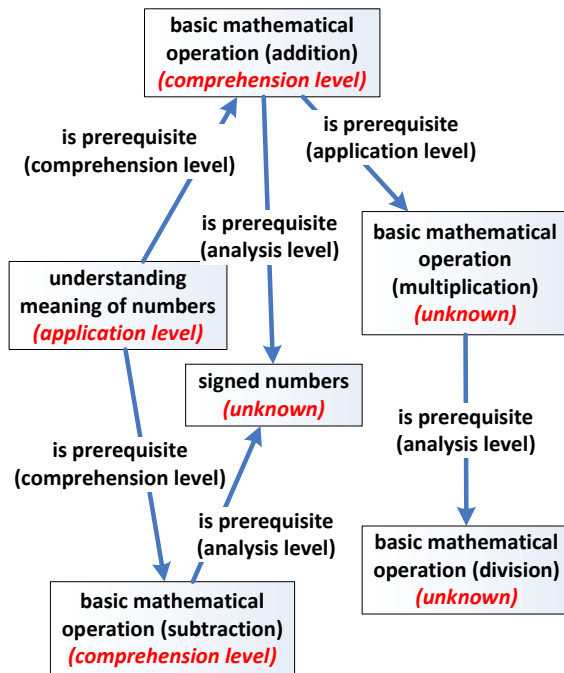 basic mathematical
operation (addition)
(comprehension level)
is prerequisite
(comprehension level)
is prerequisite
(application level)
is prerequisite
(analysis level)
understanding
meaning of numbers
(application level)
basic mathematical
operation
(multiplication)
(unknown)
signed numbers
(unknown)
is prerequisite
(comprehension level)
is prerequisite
(analysis level)
is prerequisite
(analysis level)
basic mathematical
operation (division)
(unknown)
basic mathematical
operation (subtraction)
(comprehension level)